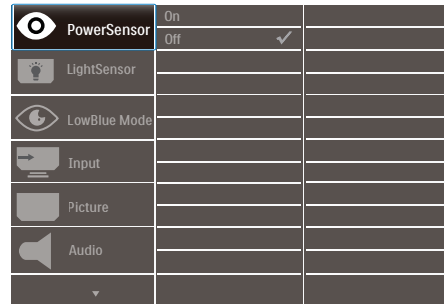 PowerSensor
On
Off
LightSensor
LowBlue Mode
Input
Picture
Audio